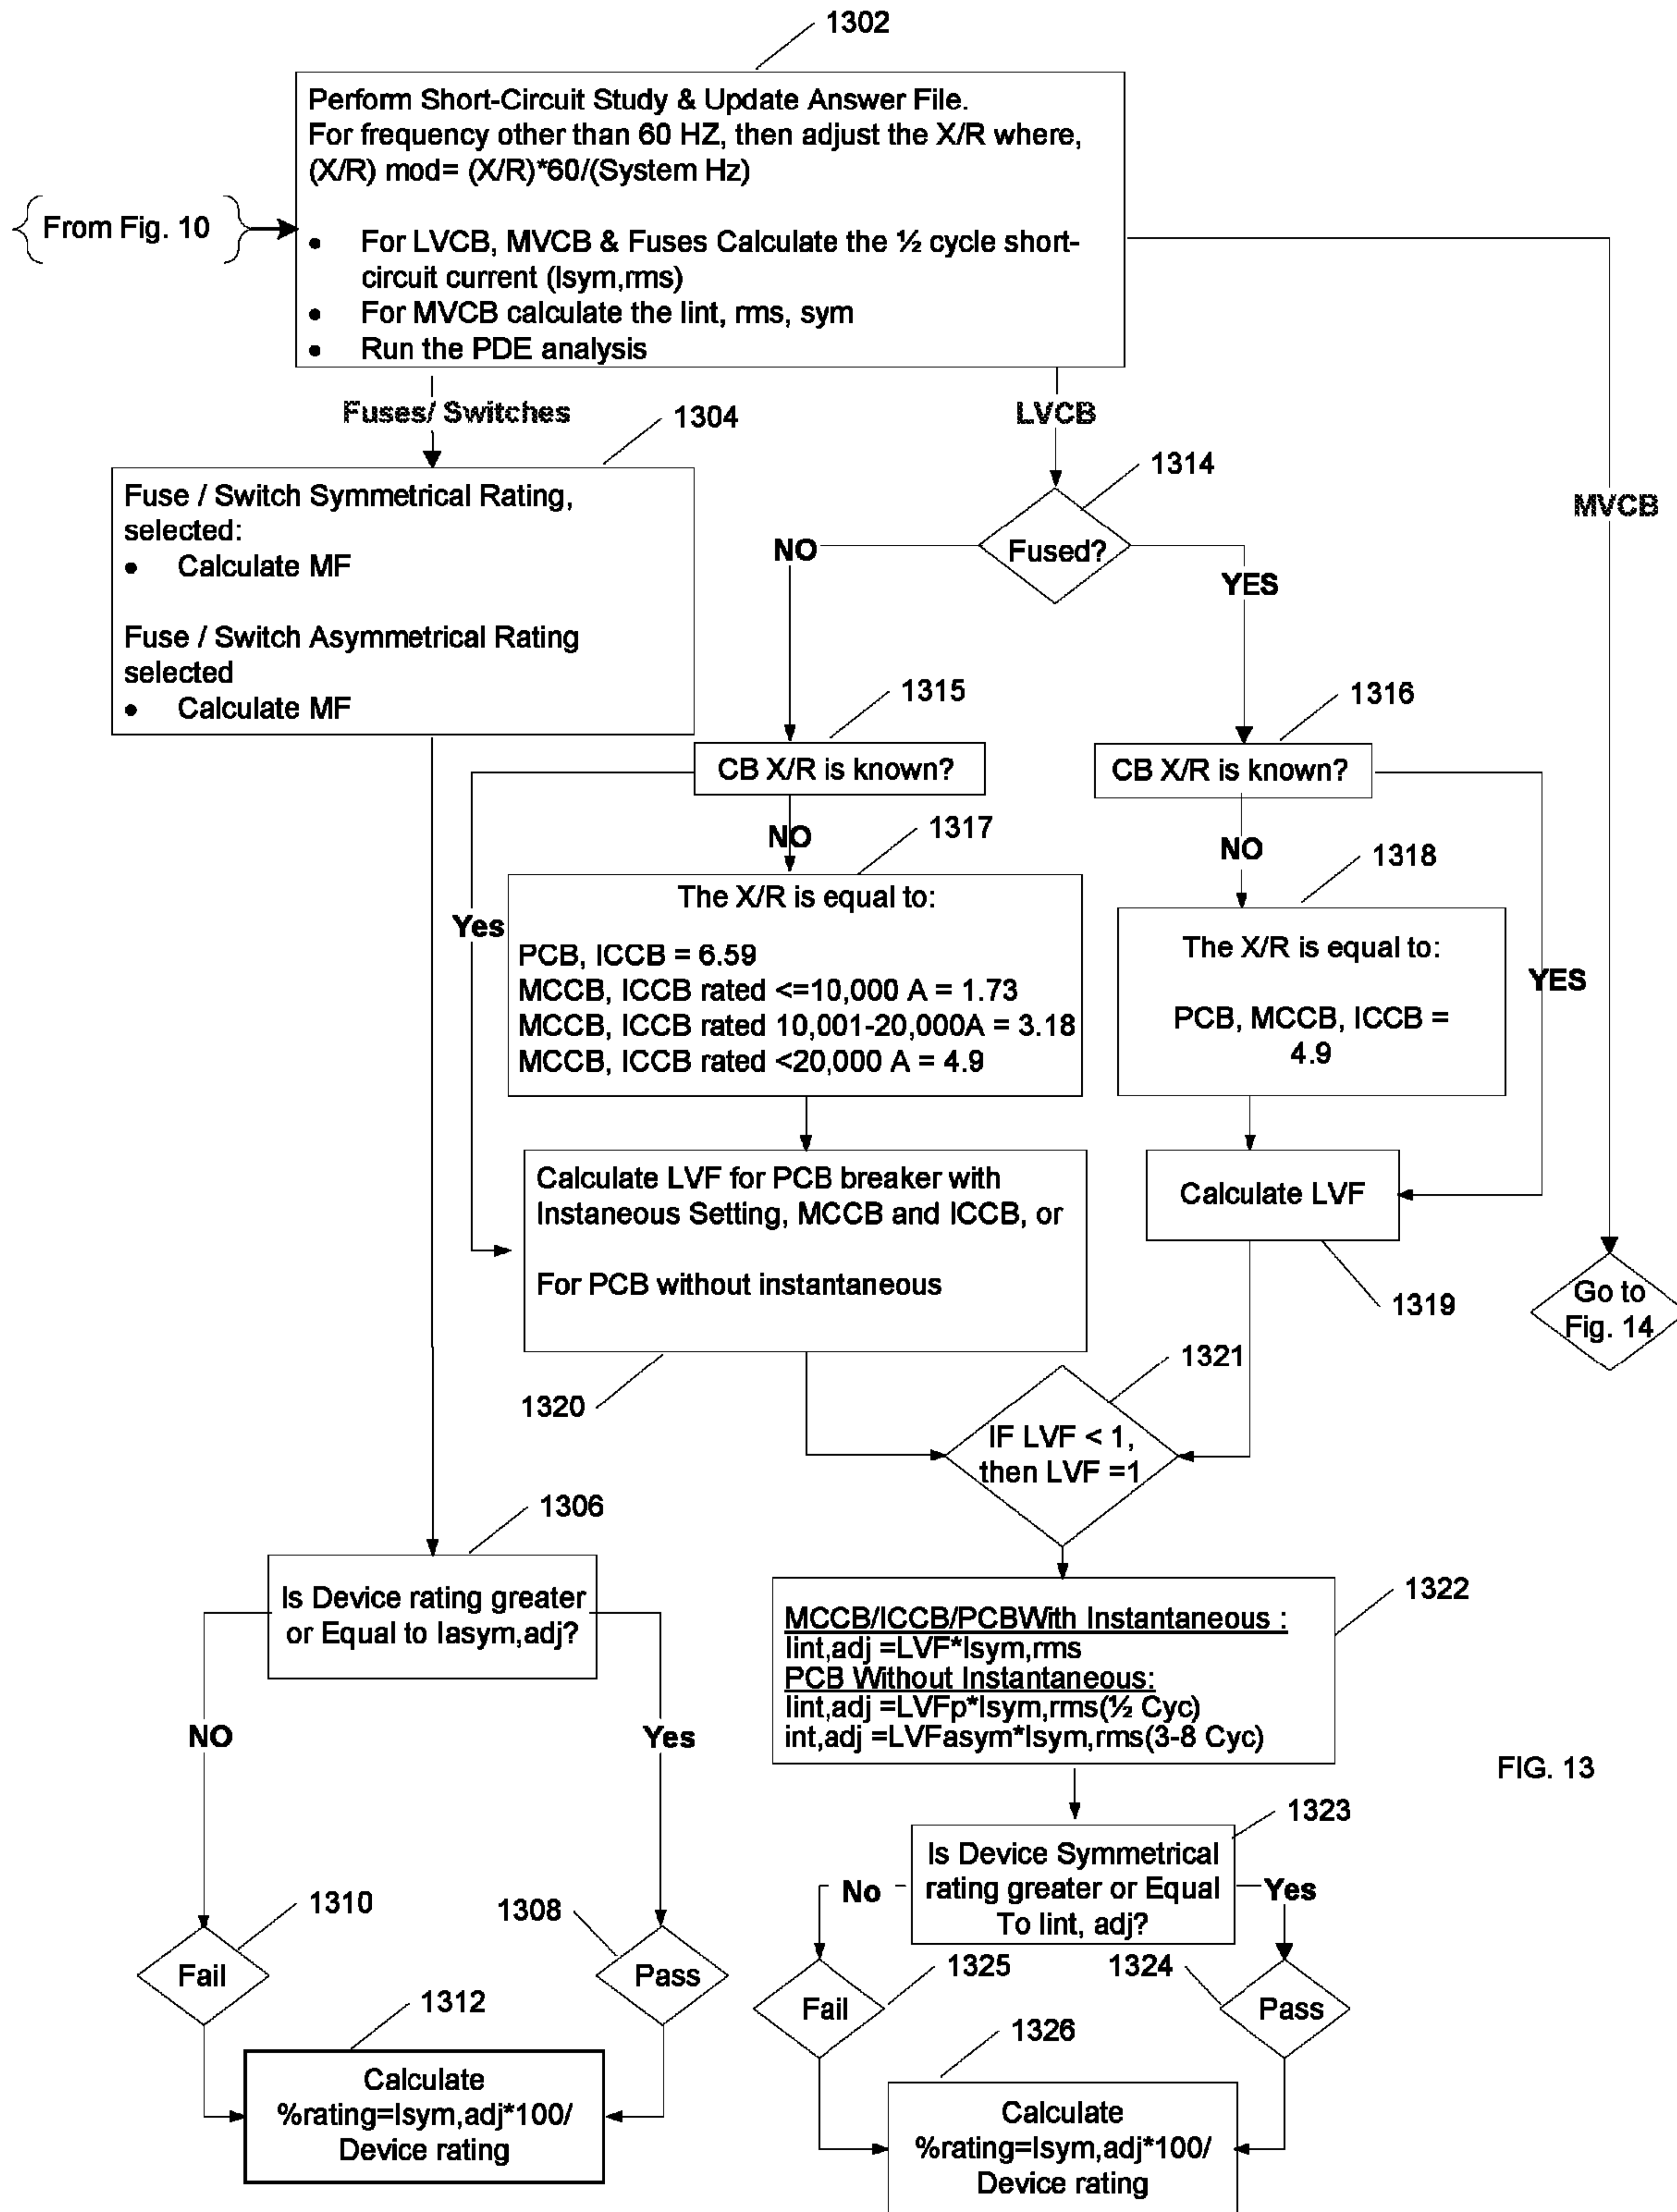 1302
Perform Short-Circuit Study & Update Answer File.
For frequency other than 60 HZ, then adjust the X/R where,
(X/R) mod= (X/R)*60/(System Hz)
• For LVCB, MVCB & Fuses Calculate the ½ cycle short-
circuit current (Isym,rms)
• For MVCB calculate the Iint, rms, sym
• Run the PDE analysis
From Fig. 10
Fuses/ Switches
1304
LVCB
MVCB
Fuse / Switch Symmetrical Rating,
selected:
• Calculate MF
Fuse / Switch Asymmetrical Rating
selected
• Calculate MF
1314
Fused?
NO
YES
1315
CB X/R is known?
1316
CB X/R is known?
NO
1317
Yes
The X/R is equal to:
PCB, ICCB = 6.59
MCCB, ICCB rated <=10,000 A = 1.73
MCCB, ICCB rated 10,001-20,000A = 3.18
MCCB, ICCB rated <20,000 A = 4.9
NO
1318
YES
The X/R is equal to:
PCB, MCCB, ICCB =
4.9
Calculate LVF for PCB breaker with
Instaneous Setting, MCCB and ICCB, or
For PCB without instantaneous
1320
Calculate LVF
1319
Go to
Fig. 14
1321
IF LVF < 1,
then LVF =1
1306
Is Device rating greater
or Equal to Iasym,adj?
NO
Yes
1322
MCCB/ICCB/PCBWith Instantaneous :
Iint,adj =LVF*Isym,rms
PCB Without Instantaneous:
Iint,adj =LVFp*Isym,rms(½ Cyc)
int,adj =LVFasym*Isym,rms(3-8 Cyc)
FIG. 13
1323
Is Device Symmetrical
rating greater or Equal
To Iint, adj?
No
Yes
1310
Fail
1308
Pass
1325
Fail
1324
Pass
1312
Calculate
%rating=Isym,adj*100/
Device rating
1326
Calculate
%rating=Isym,adj*100/
Device rating